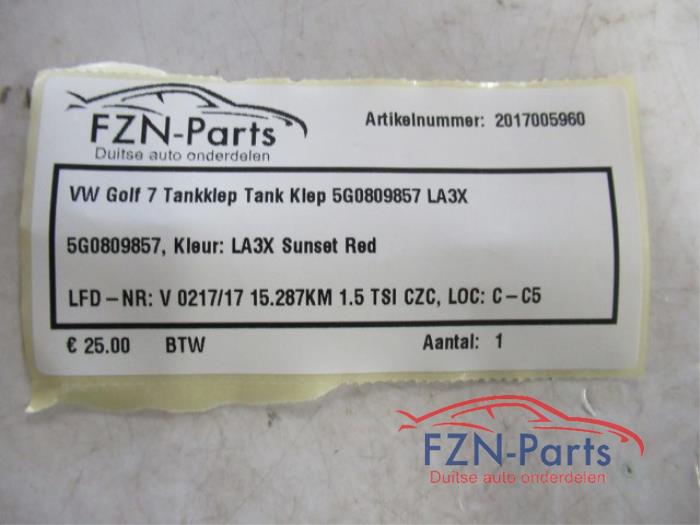 FZN-Parts
Duitse auto onderdelen
Artikelnummer: 2017005960
VW Golf 7 Tankklep Tank Klep 5G0809857 LA3X
5G0809857, Kleur: LA3X Sunset Red
LFD-NR: V 0217/17 15.287KM 1.5 TSI CZC, LOC: C-C5
€ 25.00 BTW Aantal: 1
FZN-Parts
Duitse auto onderdelen